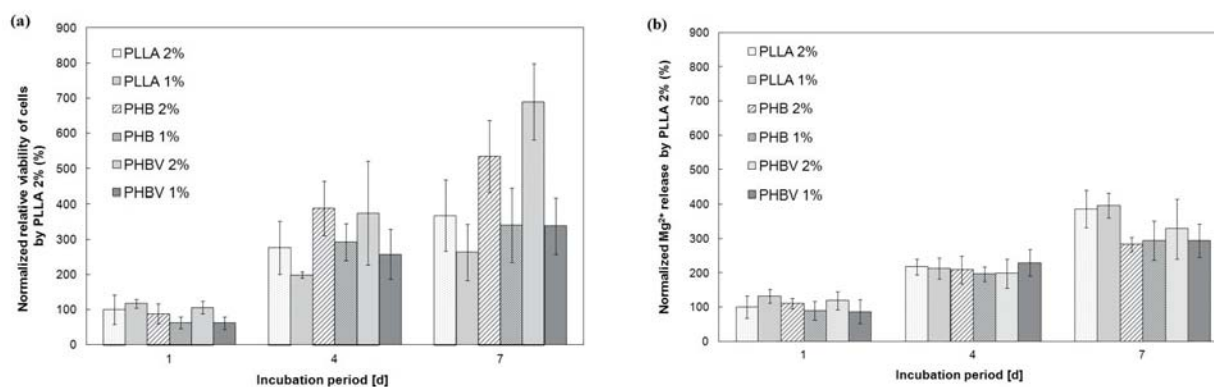 (a)
Normalized relative viability of cells
by PLLA 2% (%)
900
800
700
600
500
400
300
200
100
0
PLLA 2%
PLLA 1%
PHB 2%
PHB 1%
PHBV 2%
PHBV 1%
1
4
7
Incubation period [d]
(b)
Normalized Mg²⁺ release by PLLA 2% (%)
900
800
700
600
500
400
300
200
100
0
PLLA 2%
PLLA 1%
PHB 2%
PHB 1%
PHBV 2%
PHBV 1%
1
4
7
Incubation period [d]